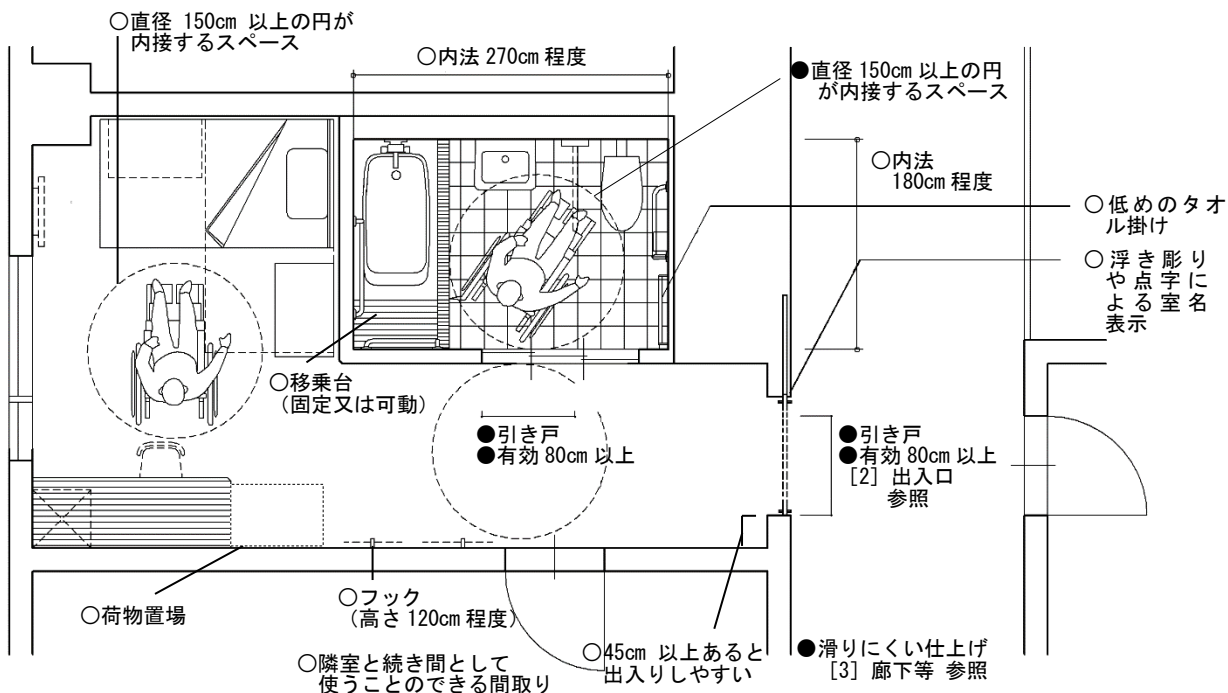 ○直径 150cm 以上の円が
内接するスペース
○内法 270cm 程度
●直径 150cm 以上の円
が内接するスペース
○内法
180cm 程度
○低めのタオ
ル掛け
○浮き彫り
や点字に
よる室名
表示
○移乗台
（固定又は可動）
●引き戸
●有効 80cm 以上
●引き戸
●有効 80cm 以上
[2] 出入口
参照
○荷物置場
○フック
（高さ 120cm 程度）
○隣室と続き間として
使うことのできる間取り
○45cm 以上あると
出入りしやすい
●滑りにくい仕上げ
[3] 廊下等 参照